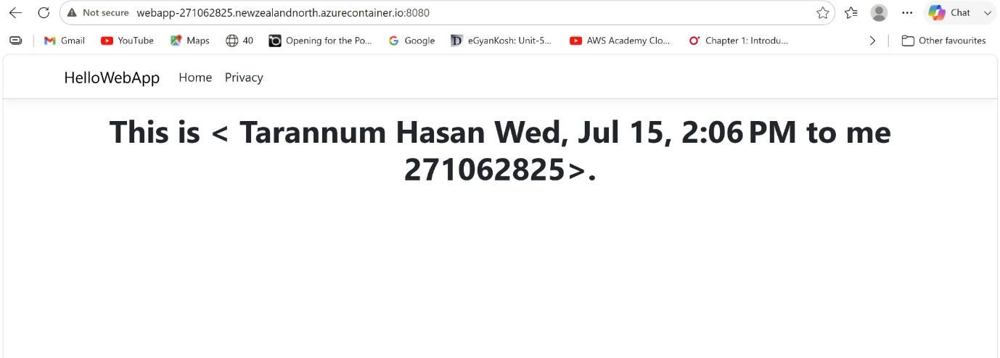 Not secure webapp-271062825.newzealandnorth.azurecontainer.io:8080 Chat
Gmail YouTube Maps 40 Opening for the Po... Google eGyanKosh: Unit-5... AWS Academy Clo... Chapter 1: Introdu... Other favourites
HelloWebApp Home Privacy
This is < Tarannum Hasan Wed, Jul 15, 2:06 PM to me
271062825>.